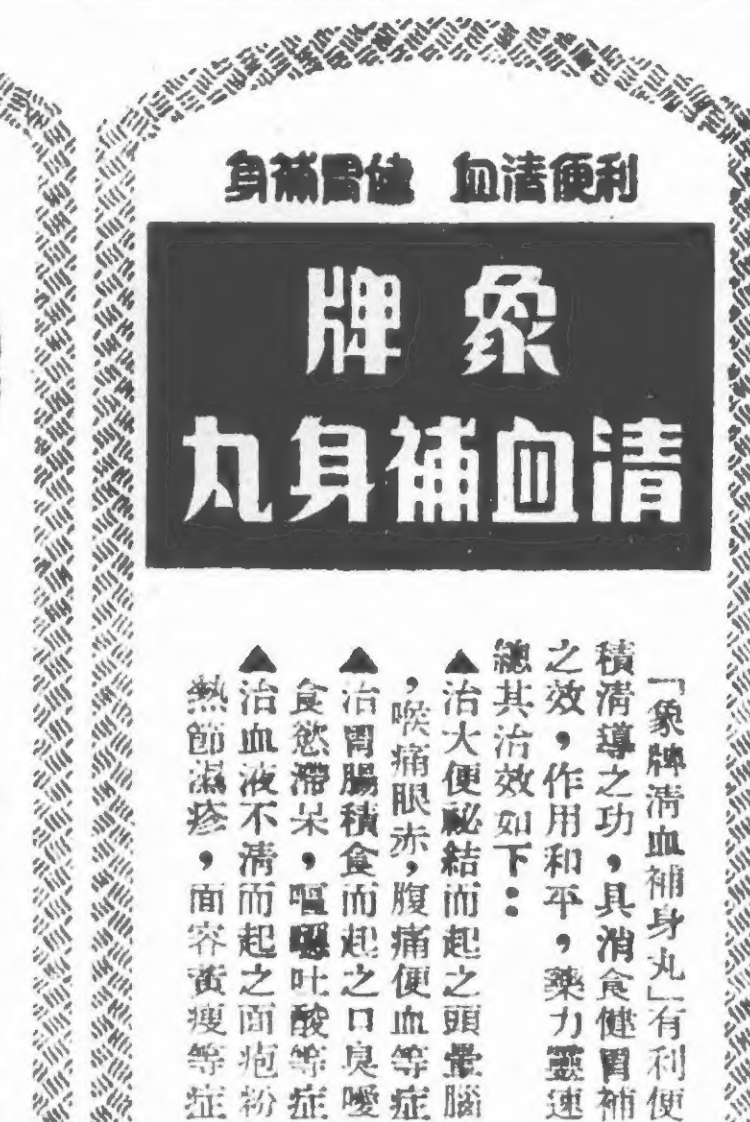 利便清血 健胃補身
象牌
清血補身丸
「象牌清血補身丸」有利便
積清導之功，具消食健胃補
之效，作用和平，藥力靈速
總其治效如下：
▲治大便祕結而起之頭暈腦
，喉痛眼赤，腹痛便血等症
▲治胃腸積食而起之口臭噯
食慾滯呆，嘔噁吐酸等症
▲治血液不清而起之面疱粉
熱節濕疹，面容黃瘦等症